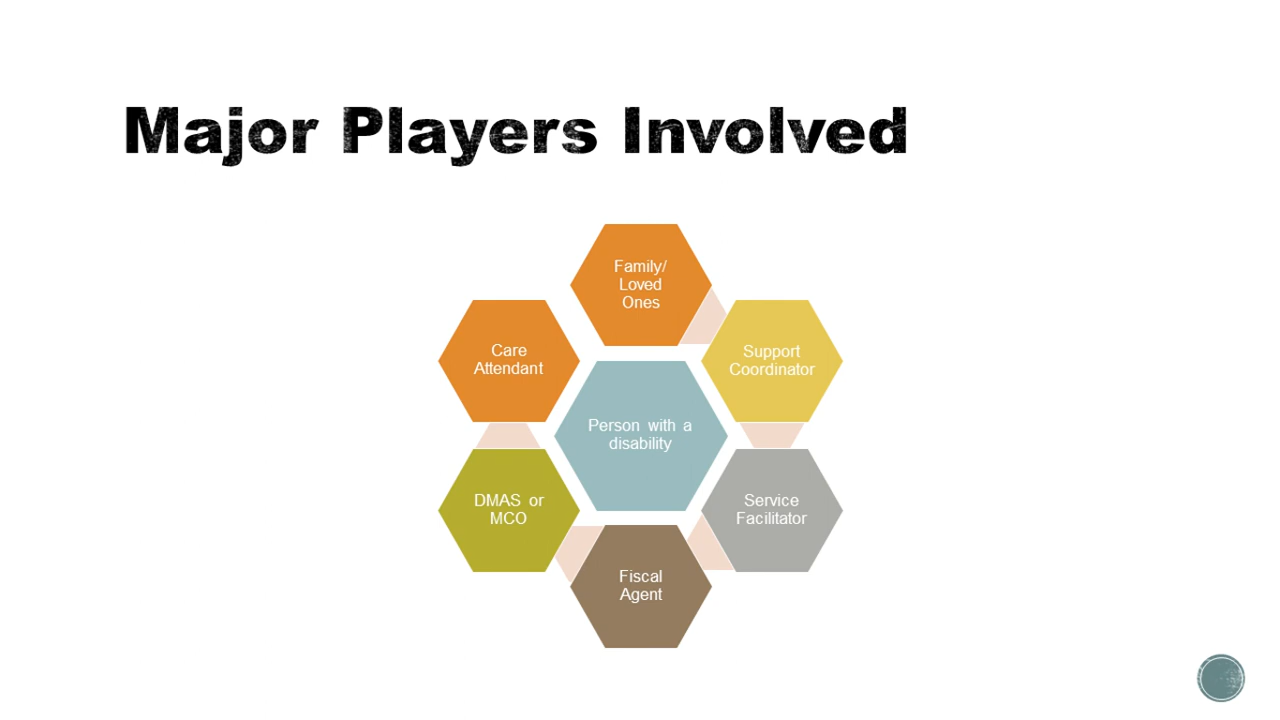 Major Players Involved
Family/
Loved
Ones
Support
Coordinator
Service
Facilitator
Fiscal
Agent
DMAS or
MCO
Care
Attendant
Person with a
disability